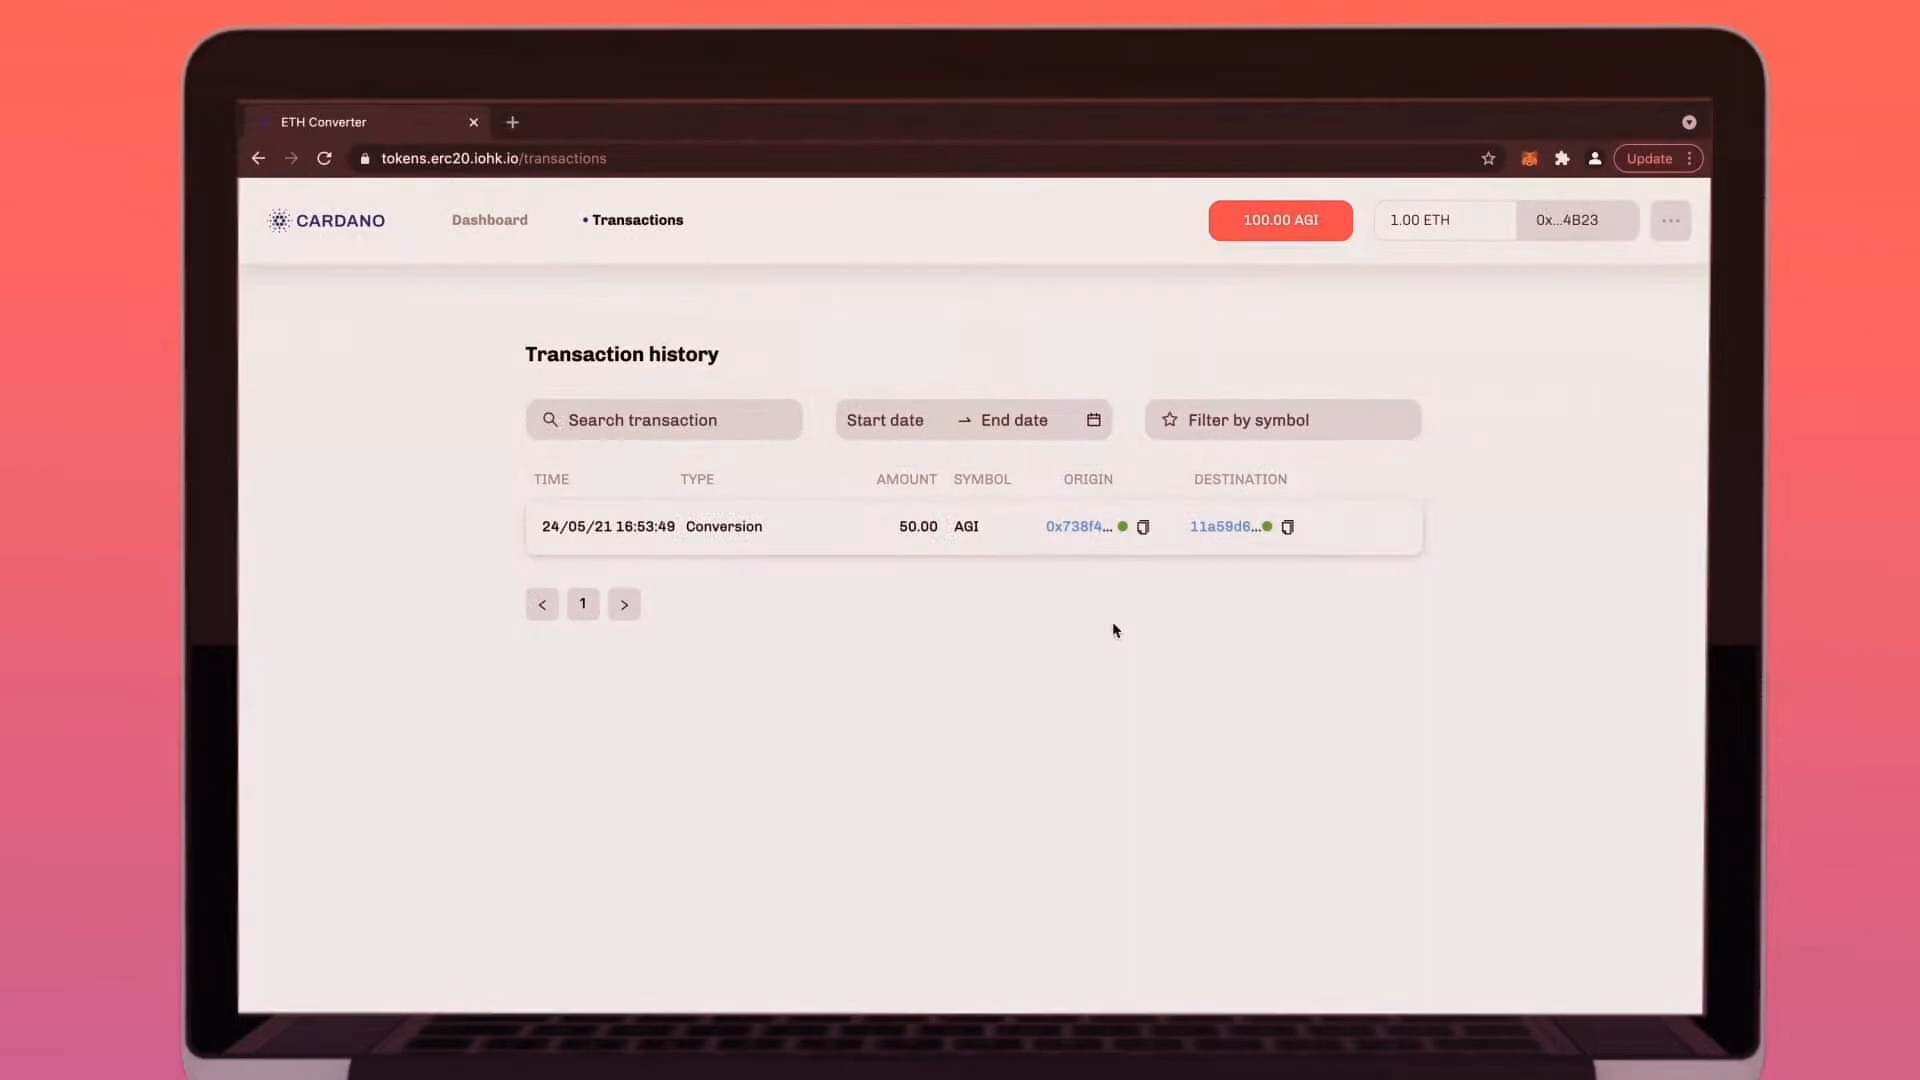 ETH Converter
tokens.erc20.iohk.io/transactions
Update
CARDANO
Dashboard
• Transactions
100.00 AGI
1.00 ETH
0x...4B23
Transaction history
Search transaction
Start date → End date
Filter by symbol
TIME TYPE AMOUNT SYMBOL ORIGIN DESTINATION
24/05/21 16:53:49 Conversion 50.00 AGI 0x738f4... 11a59d6...
< 1 >